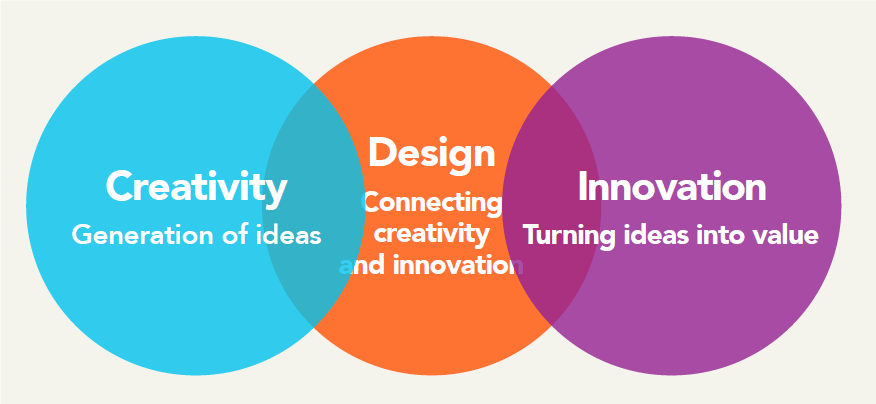 Creativity
Generation of ideas
Design
Connecting
creativity
and innovation
Innovation
Turning ideas into value